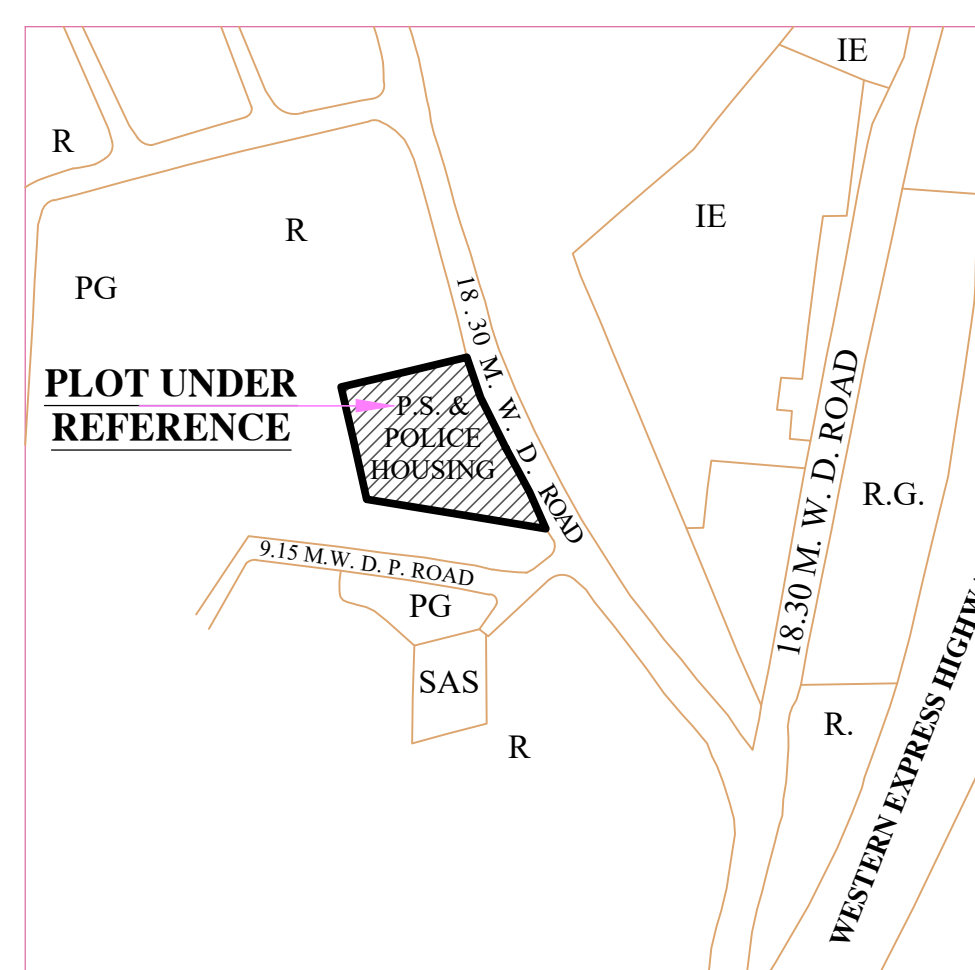 IE
R
IE
R
PG
18.30 M. W. D. ROAD
PLOT UNDER
REFERENCE
P.S. &
POLICE
HOUSING
18.30 M. W. D. ROAD
R.G.
9.15 M.W. D. P. ROAD
PG
SAS
R.
R
WESTERN EXPRESS HIGHW